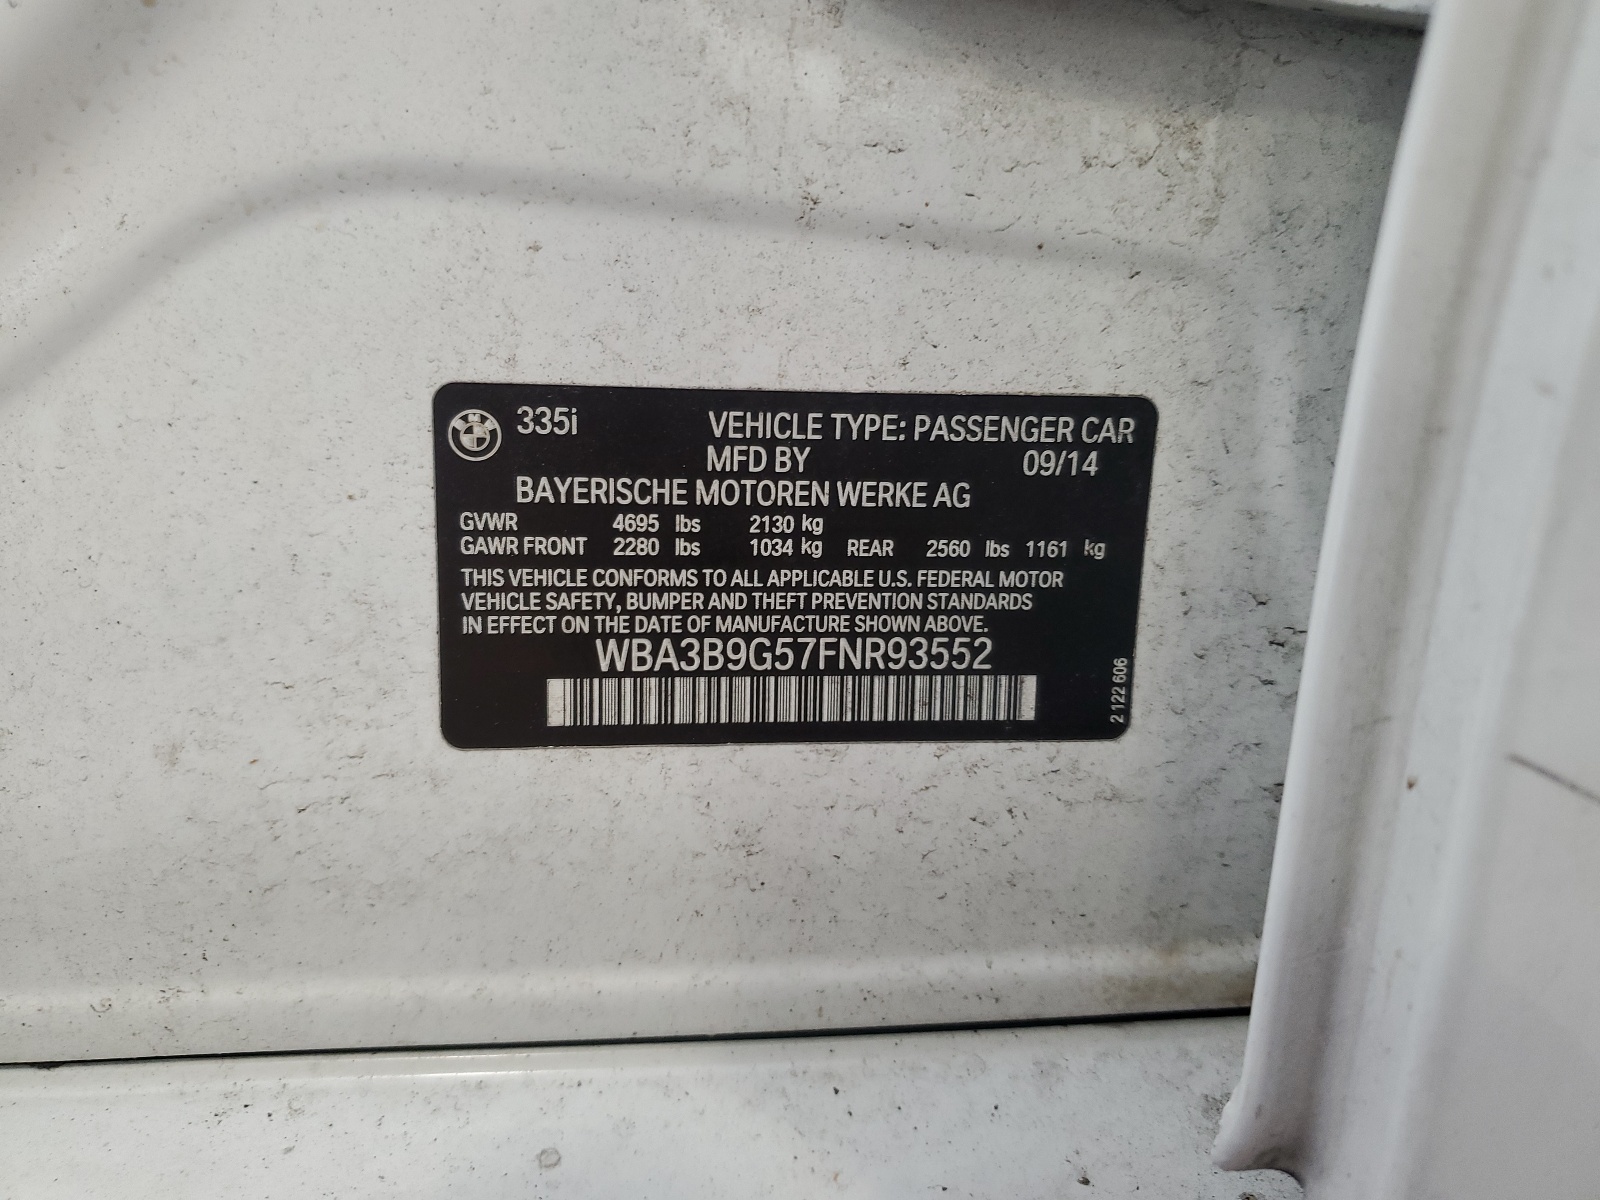 335i VEHICLE TYPE: PASSENGER CAR
MFD BY 09/14
BAYERISCHE MOTOREN WERKE AG
GVWR 4695 lbs 2130 kg
GAWR FRONT 2280 lbs 1034 kg REAR 2560 lbs 1161 kg
THIS VEHICLE CONFORMS TO ALL APPLICABLE U.S. FEDERAL MOTOR
VEHICLE SAFETY, BUMPER AND THEFT PREVENTION STANDARDS
IN EFFECT ON THE DATE OF MANUFACTURE SHOWN ABOVE.
WBA3B9G57FNR93552
2 122 606